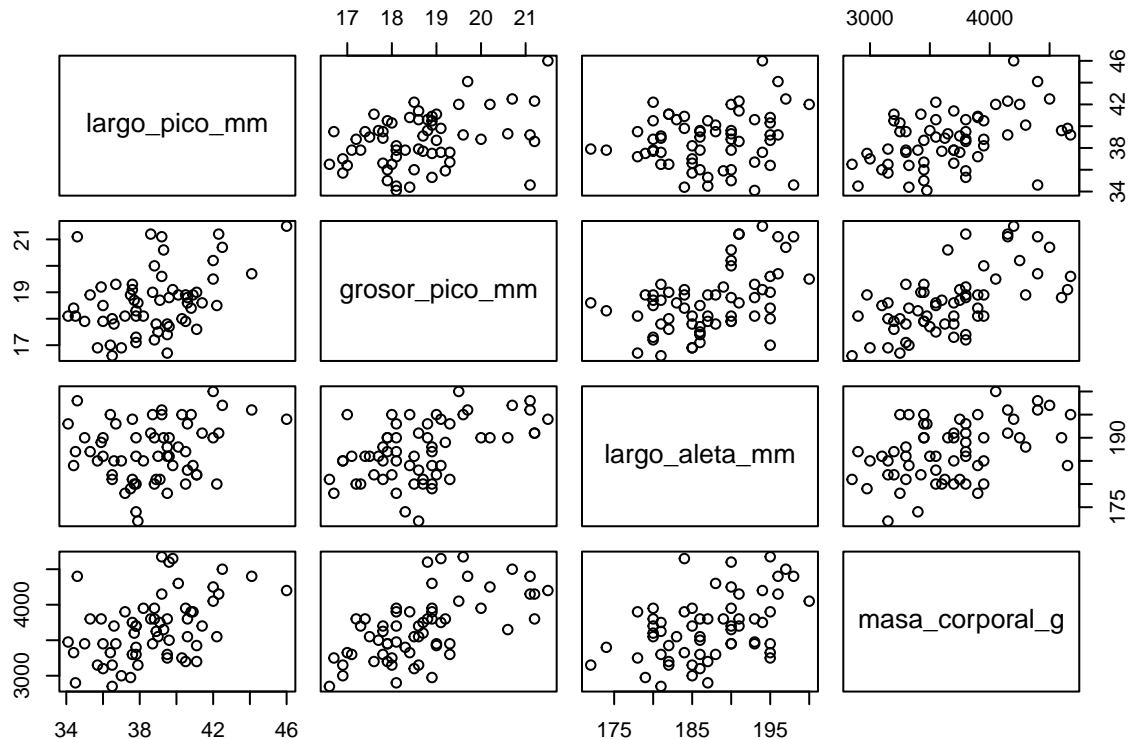 17 18 19 20 21
3000 4000
largo_pico_mm
34 38 42 46
17 19 21
grosor_pico_mm
largo_aleta_mm
175 190
3000 4000
masa_corporal_g
34 38 42 46
175 185 195